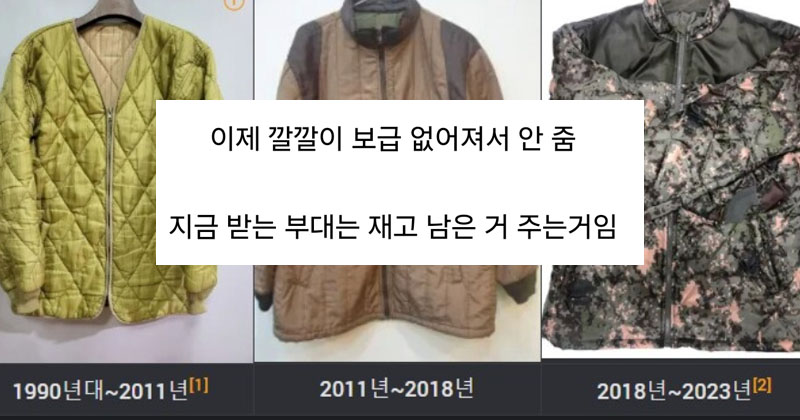 이제 깔깔이 보급 없어져서 안 줌
지금 받는 부대는 재고 남은 거 주는거임
1990년대~2011년[1]
2011년~2018년
2018년~2023년[2]